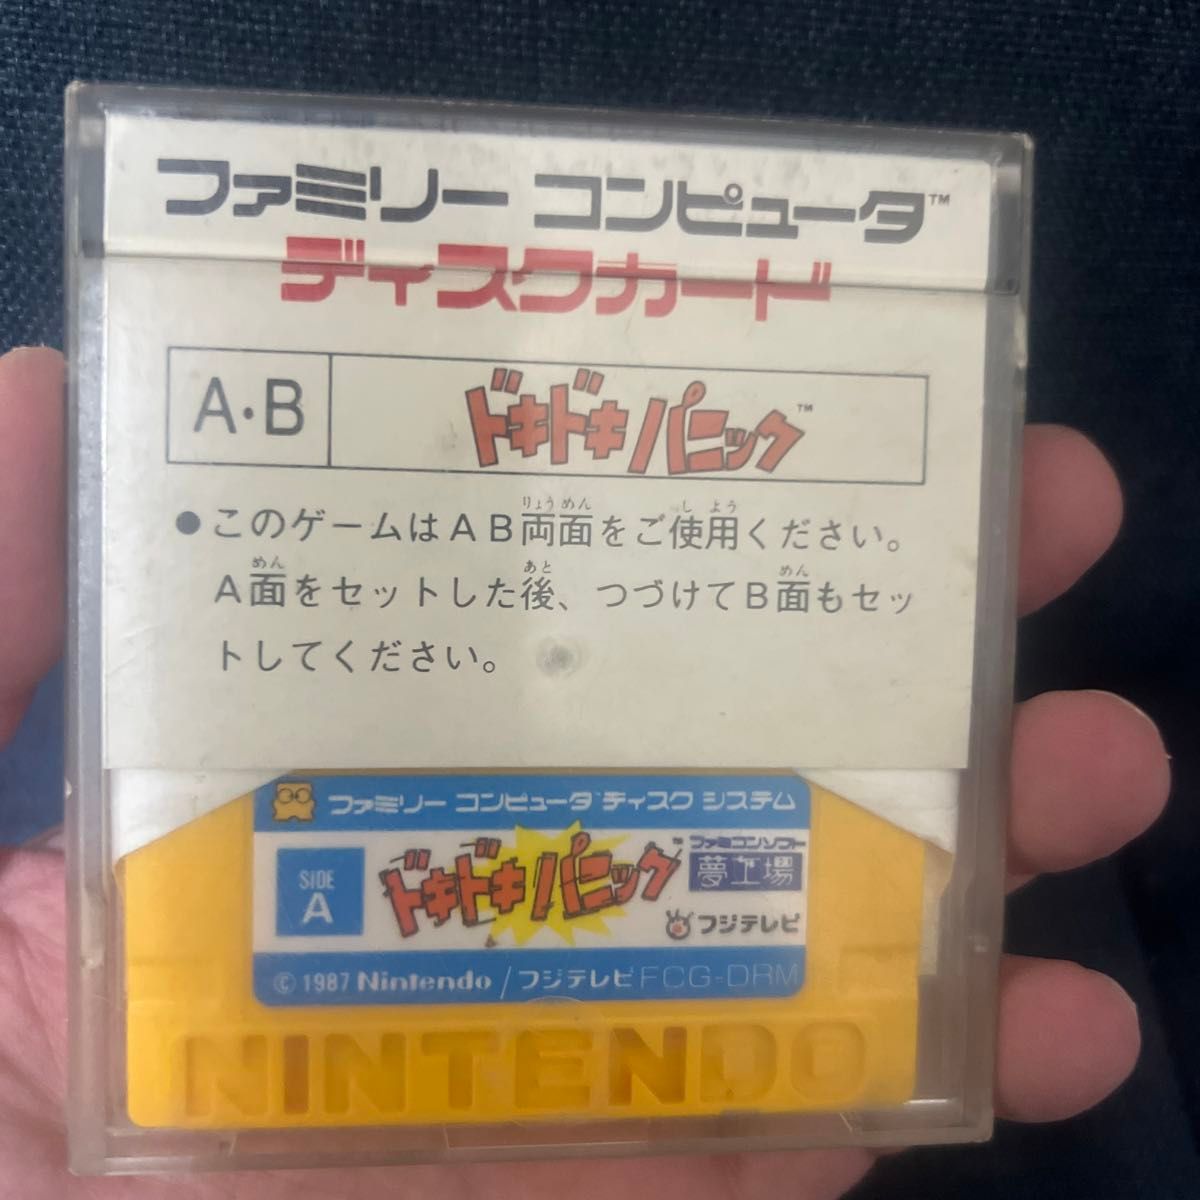 ファミリー コンピュータ™
ディスクカード
A・B
ドキドキパニック™
●このゲームはAB両面をご使用ください。
りょうめん しよう
A面をセットした後、つづけてB面もセッ
めん あと めん
トしてください。
ファミリー コンピュータ™ ディスク システム
SIDE
A
ドキドキパニック™
ファミコンソフト
夢工場
フジテレビ
© 1987 Nintendo / フジテレビ FCG-DRM
NINTENDO